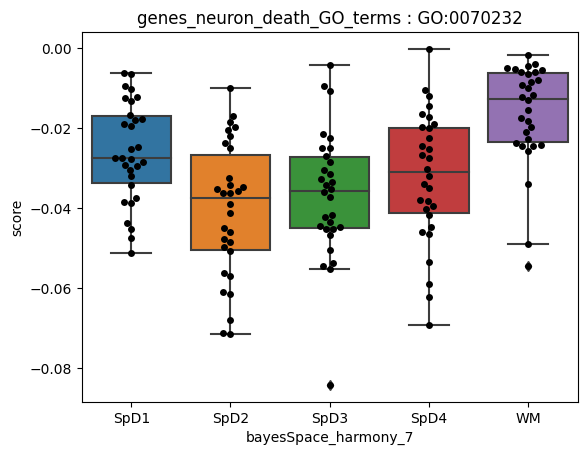 genes_neuron_death_GO_terms : GO:0070232
0.00
−0.02
−0.04
−0.06
−0.08
score
SpD1 SpD2 SpD3 SpD4 WM
bayesSpace_harmony_7